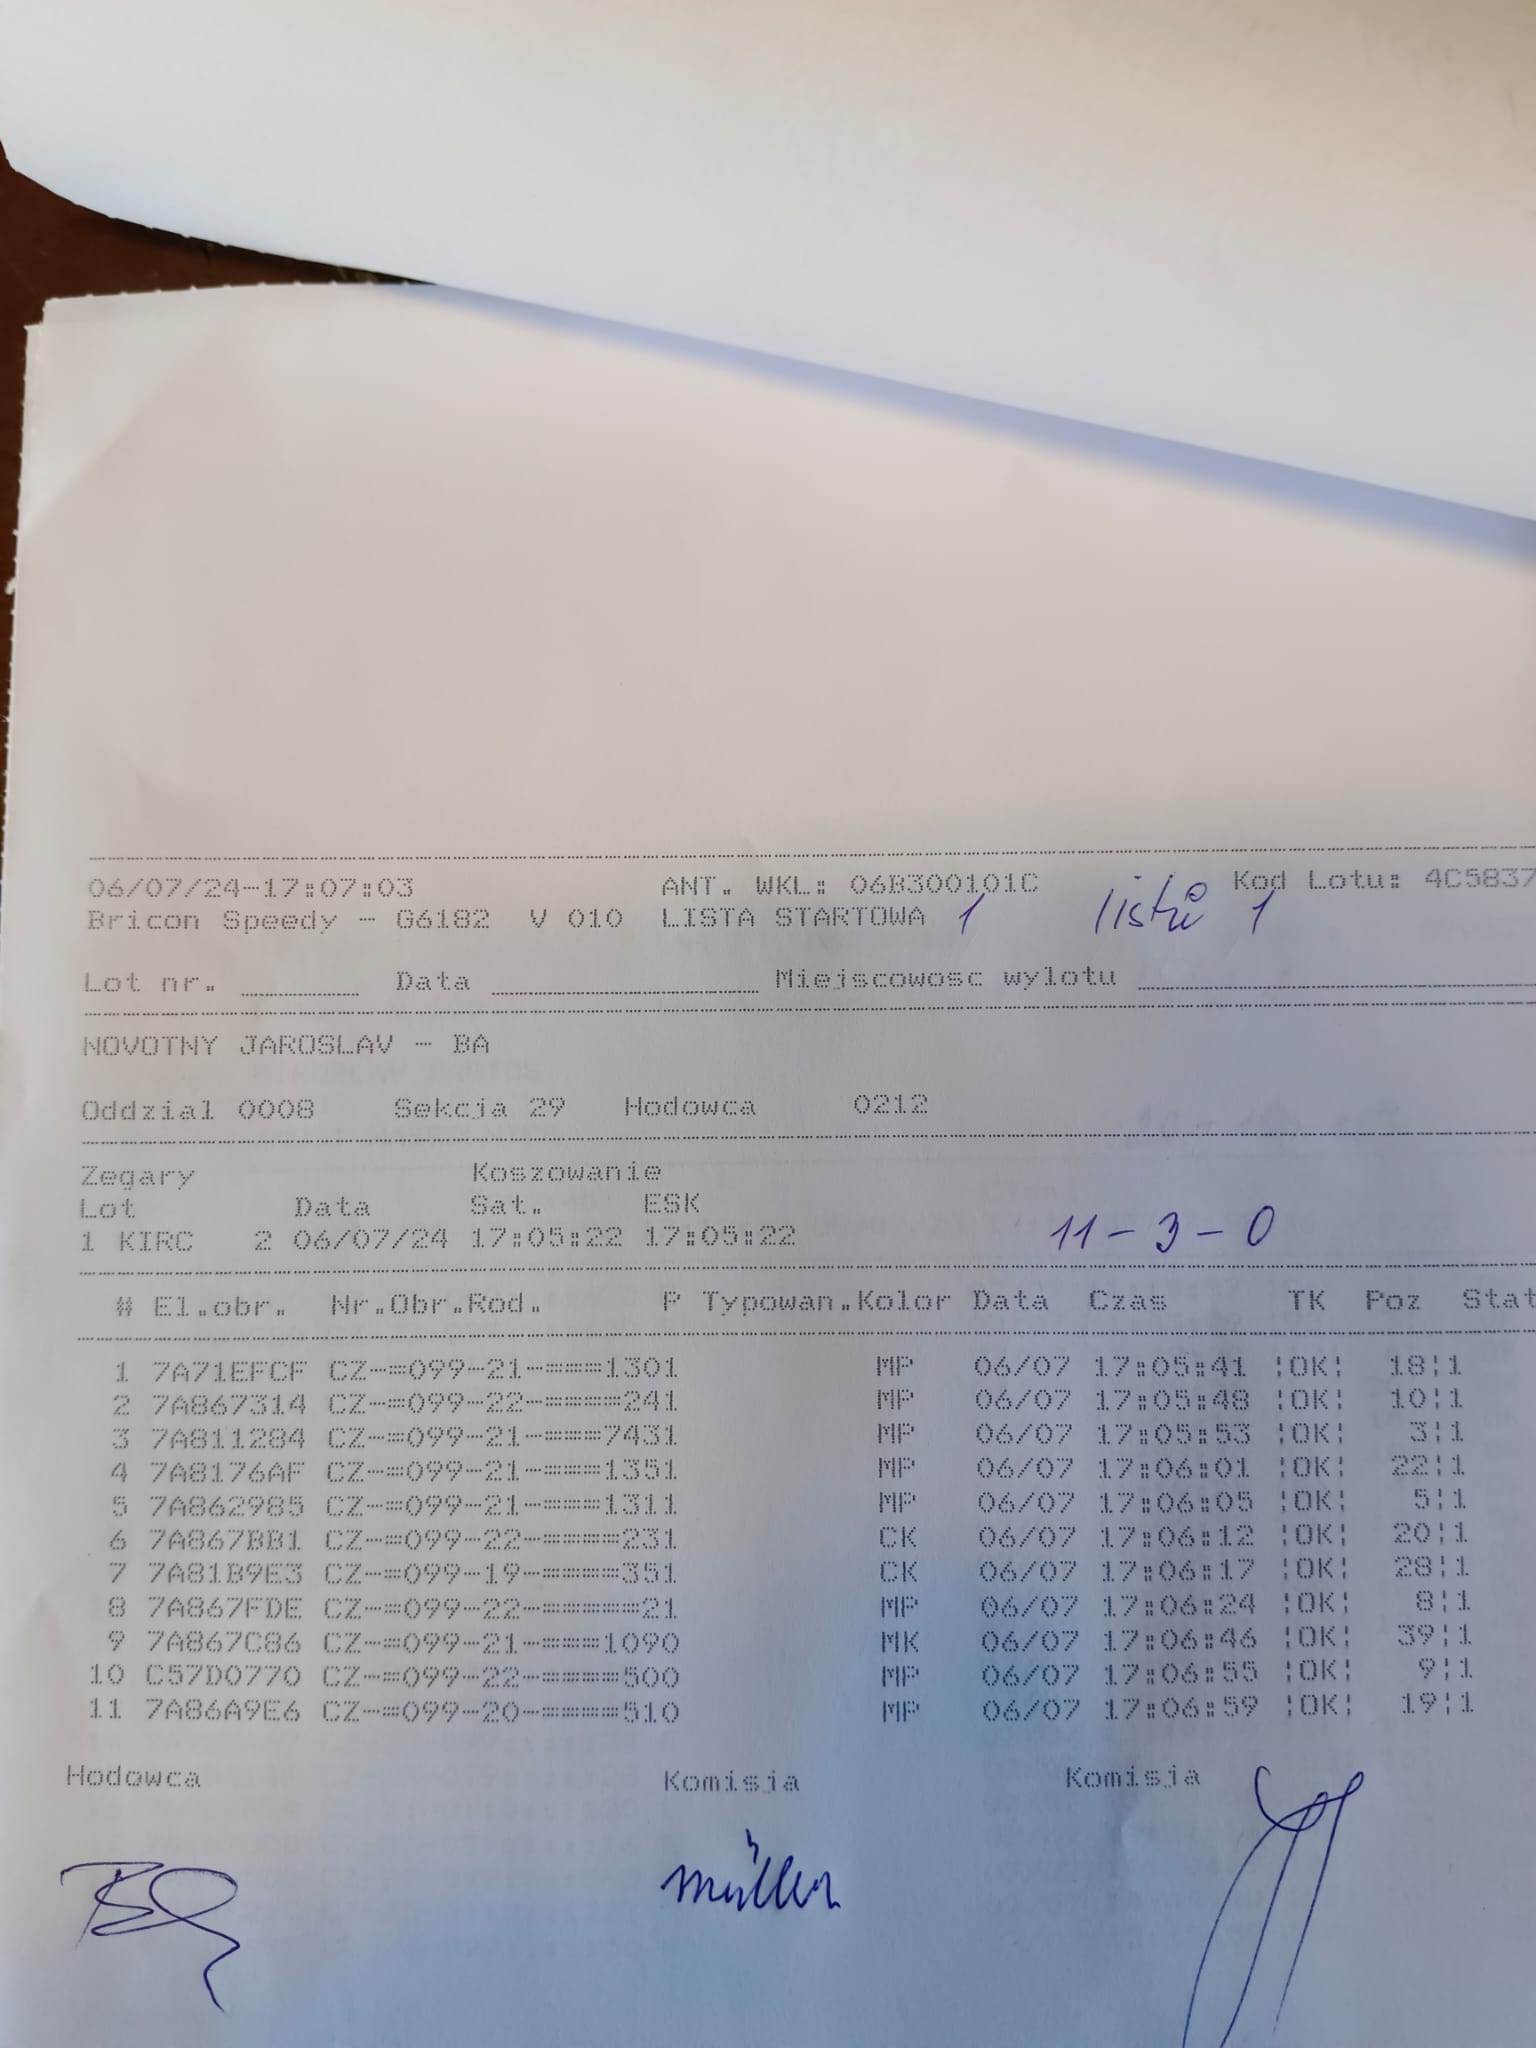 06/07/24-17:07:03 ANT. WKL: 06B300101C Kod Lotu: 4C5837
Bricon Speedy - G6182 V 010 LISTA STARTOWA 1 listů 1
Lot nr. Data Miejscowosc wylotu
NOVOTNY JAROSLAV - BA
Oddzial 0008 Sekcja 29 Hodowca 0212
Zegary Koszowanie
Lot Data Sat. ESK
1 KIRC 2 06/07/24 17:05:22 17:05:22 11-3-0
# El.obr. Nr.Obr.Rod. P Typowan.Kolor Data Czas TK Poz Stat
1 7A71EFCF CZ-=099-21-===1301 MP 06/07 17:05:41 ¦OK¦ 18¦1
2 7A867314 CZ-=099-22-====241 MP 06/07 17:05:48 ¦OK¦ 10¦1
3 7A811284 CZ-=099-21-===7431 MP 06/07 17:05:53 ¦OK¦ 3¦1
4 7A8176AF CZ-=099-21-===1351 MP 06/07 17:06:01 ¦OK¦ 22¦1
5 7A862985 CZ-=099-21-===1311 MP 06/07 17:06:05 ¦OK¦ 5¦1
6 7A867BB1 CZ-=099-22-====231 CK 06/07 17:06:12 ¦OK¦ 20¦1
7 7A81B9E3 CZ-=099-19-====351 CK 06/07 17:06:17 ¦OK¦ 28¦1
8 7A867FDE CZ-=099-22-=====21 MP 06/07 17:06:24 ¦OK¦ 8¦1
9 7A867C86 CZ-=099-21-===1090 MK 06/07 17:06:46 ¦OK¦ 39¦1
10 C57D0770 CZ-=099-22-====500 MP 06/07 17:06:55 ¦OK¦ 9¦1
11 7A86A9E6 CZ-=099-20-====510 MP 06/07 17:06:59 ¦OK¦ 19¦1
Hodowca Komisja Komisja
Müller